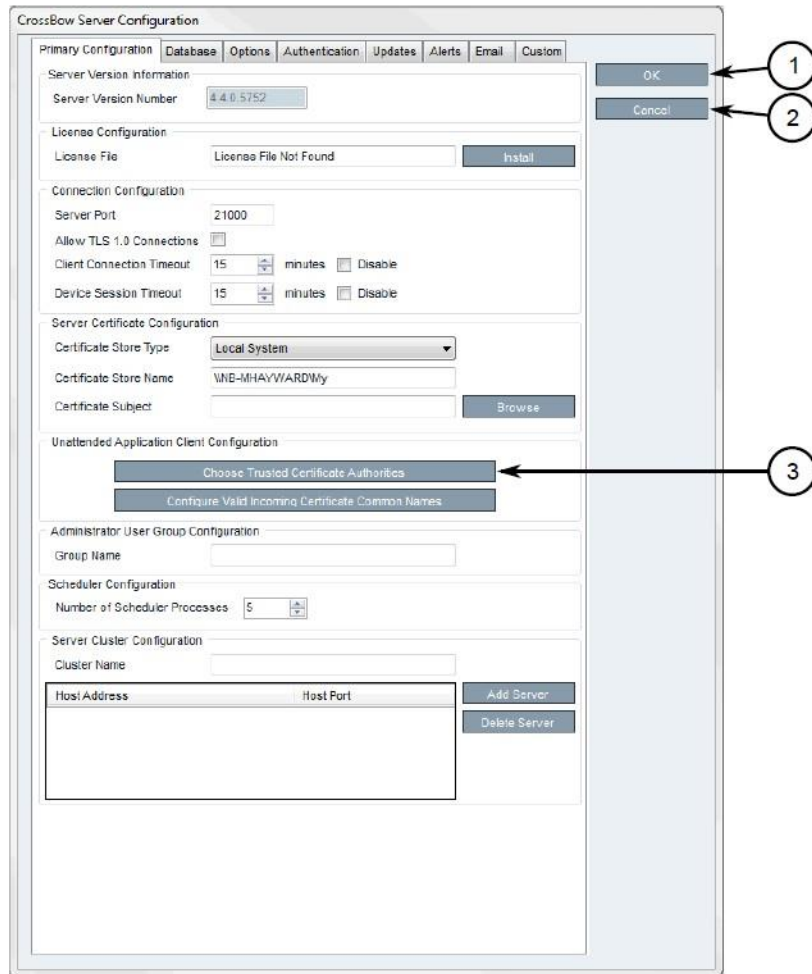 CrossBow Server Configuration
Primary Configuration Database Options Authentication Updates Alerts Email Custom
Server Version Information
Server Version Number 4.4.0.5752
License Configuration
License File License File Not Found Install
Connection Configuration
Server Port 21000
Allow TLS 1.0 Connections
Client Connection Timeout 15 minutes Disable
Device Session Timeout 15 minutes Disable
Server Certificate Configuration
Certificate Store Type Local System
Certificate Store Name \\NB-MHAYWARD\My
Certificate Subject Browse
Unattended Application Client Configuration
Choose Trusted Certificate Authorities
Configure Valid Incoming Certificate Common Names
Administrator User Group Configuration
Group Name
Scheduler Configuration
Number of Scheduler Processes 5
Server Cluster Configuration
Cluster Name
Host Address Host Port Add Server
Delete Server
OK 1
Cancel 2
3